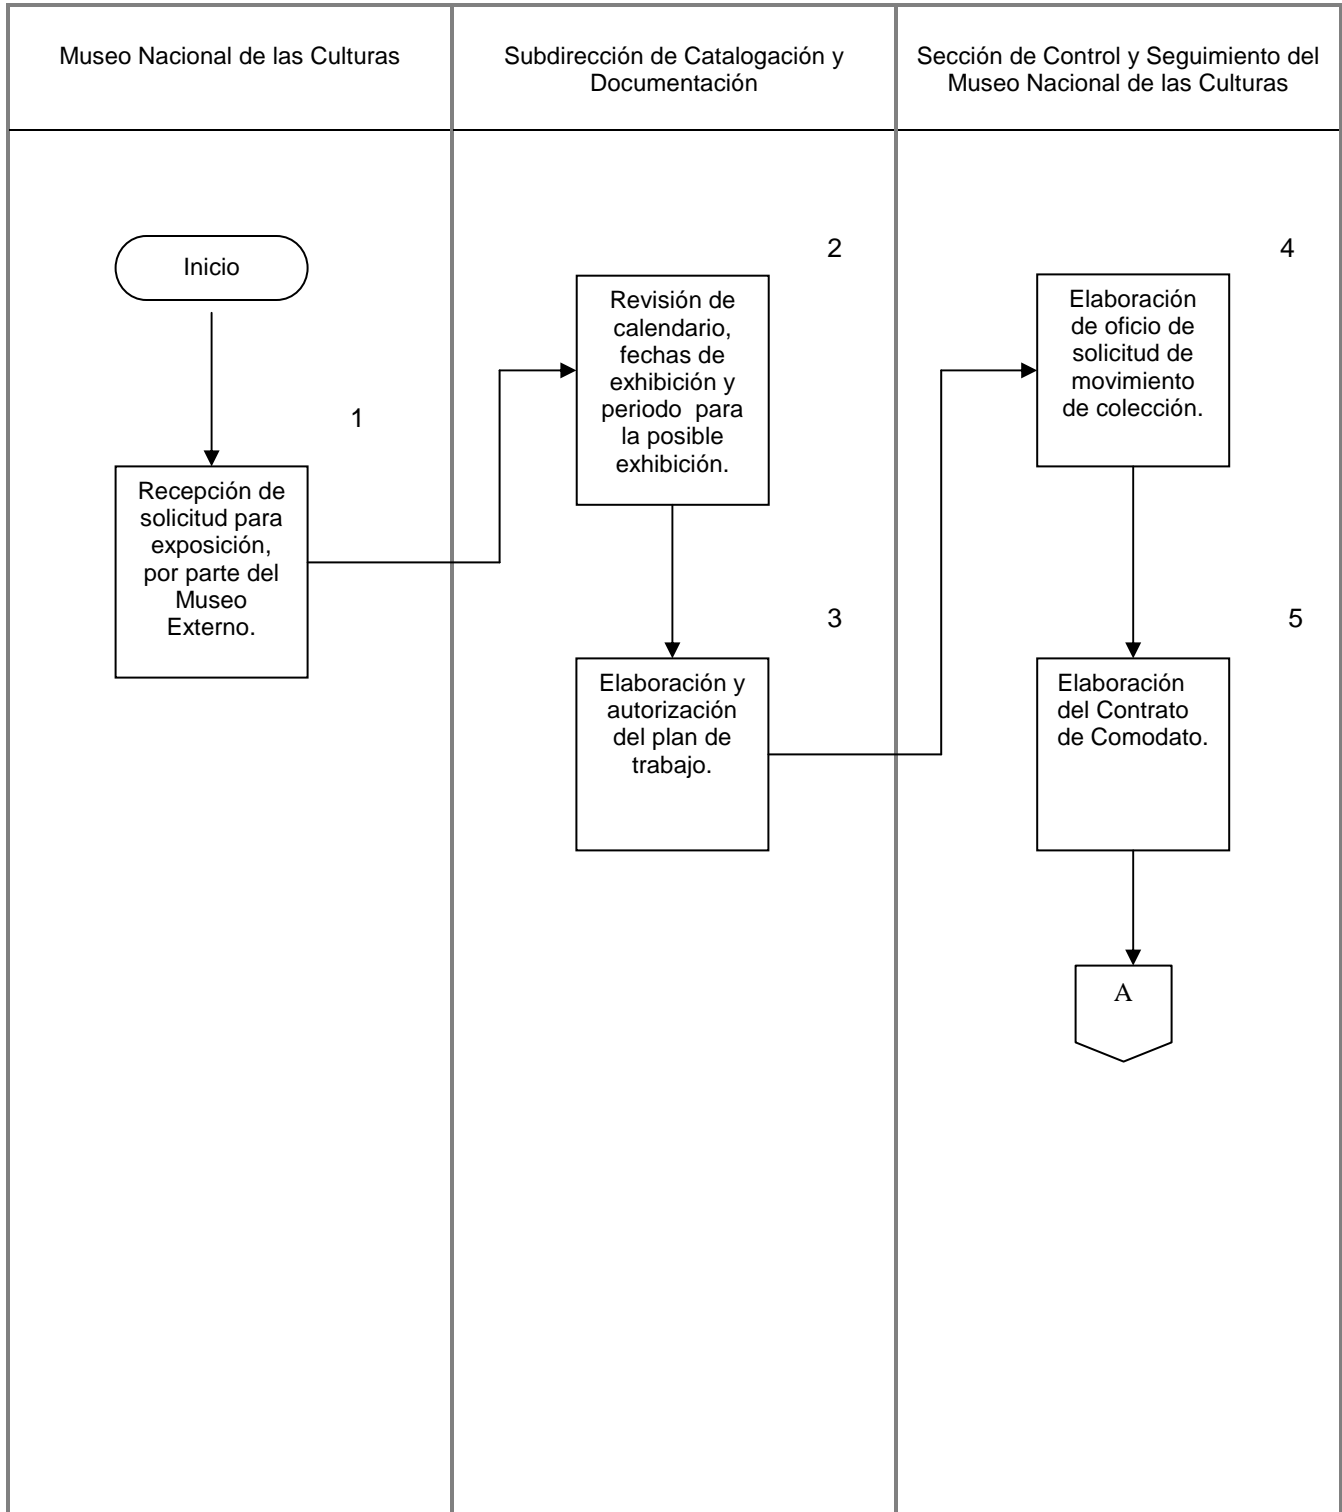 Museo Nacional de las Culturas
Subdirección de Catalogación y
Documentación
Sección de Control y Seguimiento del
Museo Nacional de las Culturas
Inicio
1
Recepción de
solicitud para
exposición,
por parte del
Museo
Externo.
2
Revisión de
calendario,
fechas de
exhibición y
periodo para
la posible
exhibición.
3
Elaboración y
autorización
del plan de
trabajo.
4
Elaboración
de oficio de
solicitud de
movimiento
de colección.
5
Elaboración
del Contrato
de Comodato.
A